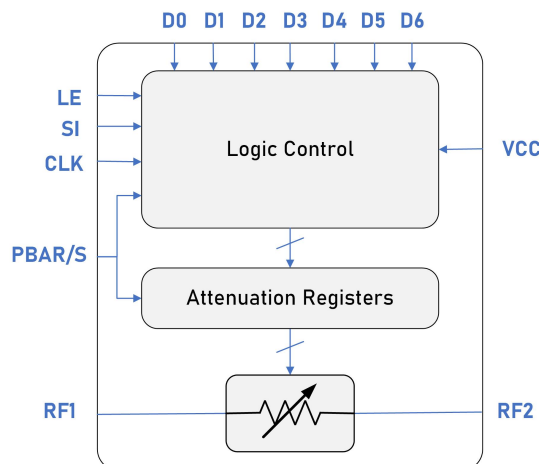 D0 D1 D2 D3 D4 D5 D6
LE
SI
CLK
Logic Control
VCC
PBAR/S
Attenuation Registers
RF1
RF2